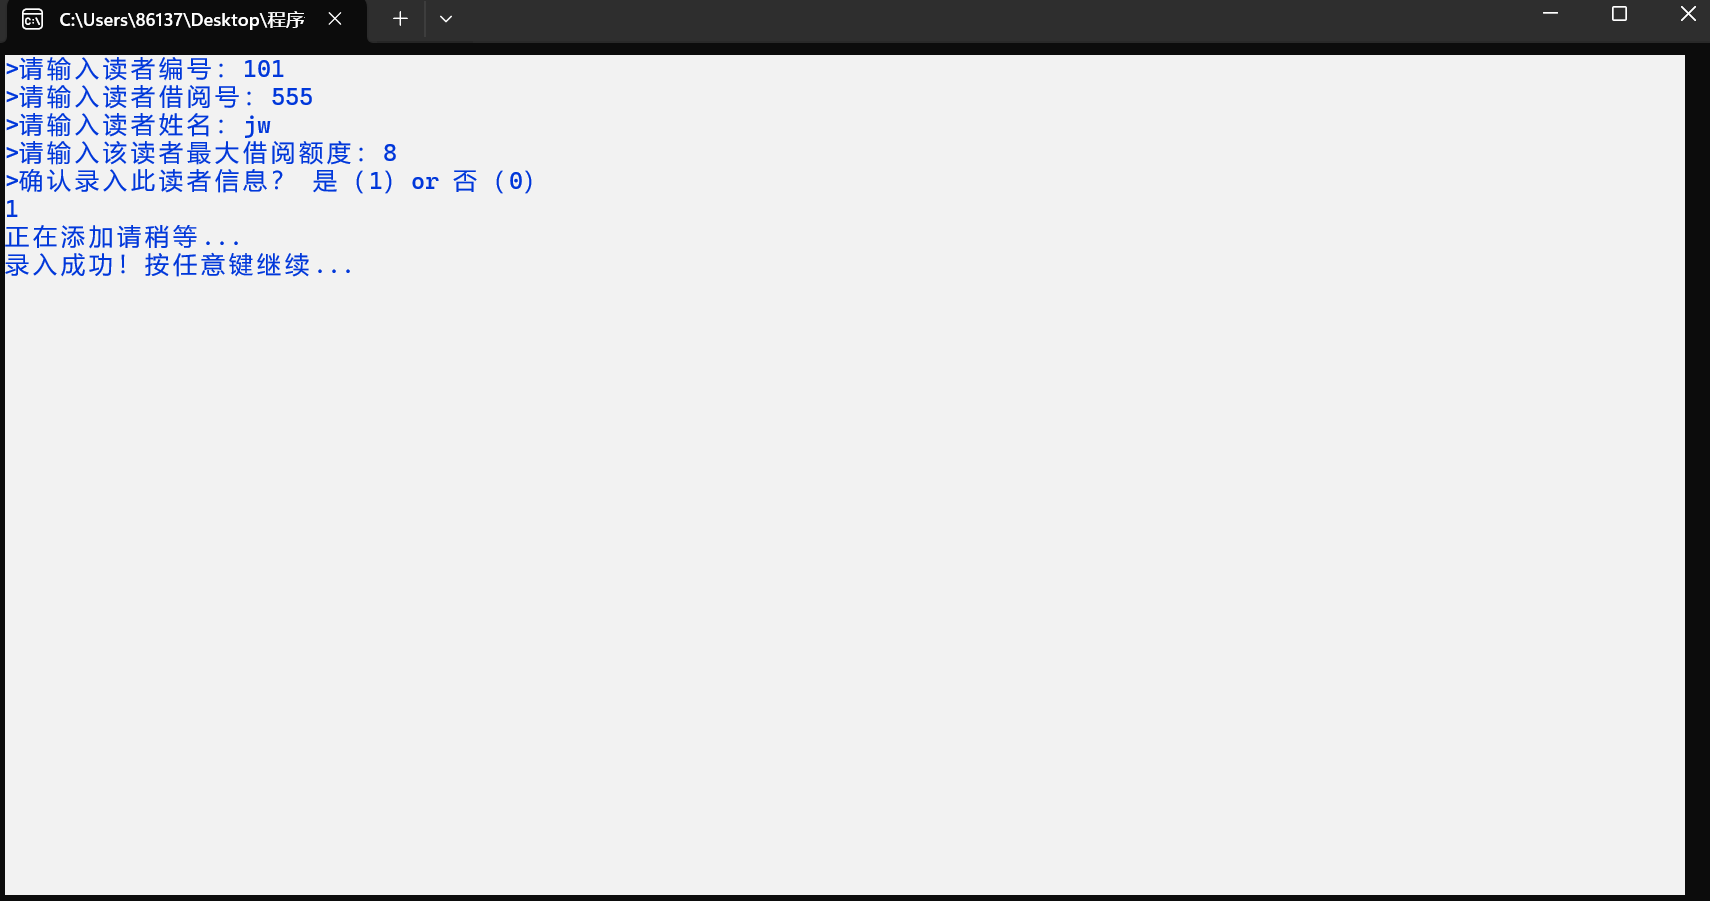 C:\Users\86137\Desktop\程序
>请输入读者编号：101
>请输入读者借阅号：555
>请输入读者姓名：jw
>请输入该读者最大借阅额度：8
>确认录入此读者信息？ 是（1）or 否（0）
1
正在添加请稍等...
录入成功！按任意键继续...